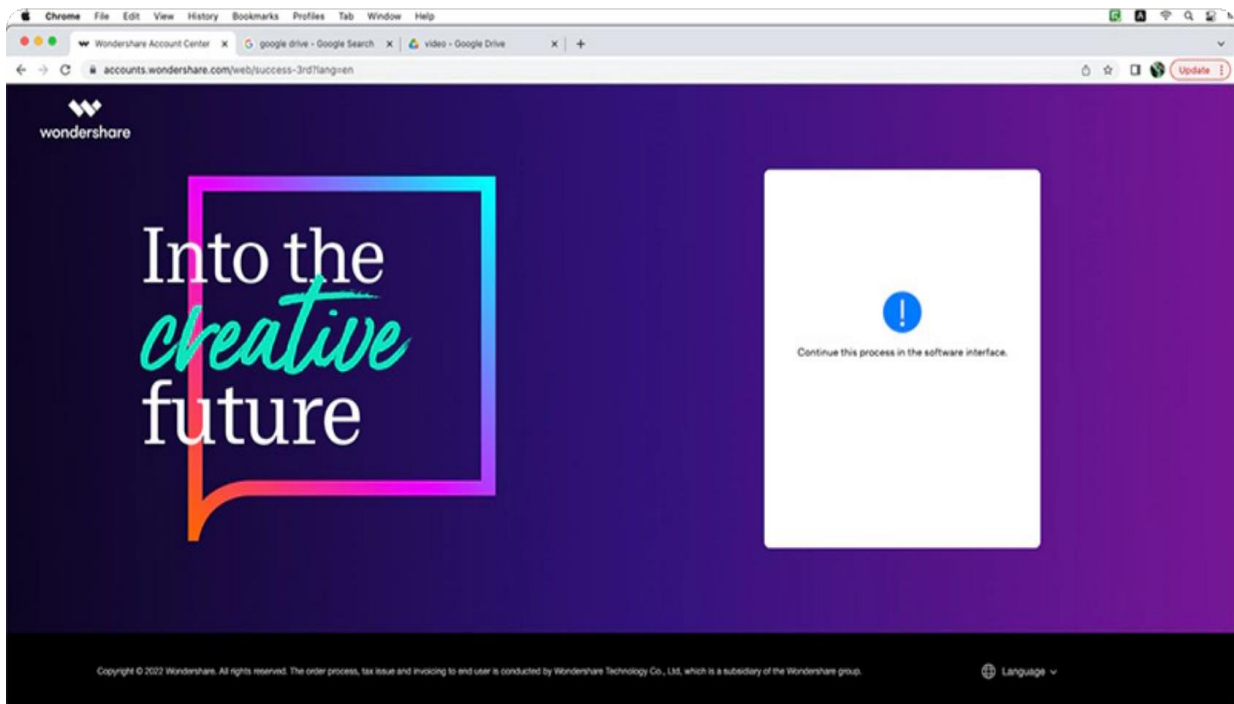 Chrome File Edit View History Bookmarks Profiles Tab Window Help
Wondershare Account Center google drive - Google Search video - Google Drive
accounts.wondershare.com/web/success-3rd?lang=en Update
wondershare
Into the
creative
future
Continue this process in the software interface.
Copyright © 2022 Wondershare. All rights reserved. The order process, tax issue and invoicing to end user is conducted by Wondershare Technology Co., Ltd, which is a subsidiary of the Wondershare group. Language